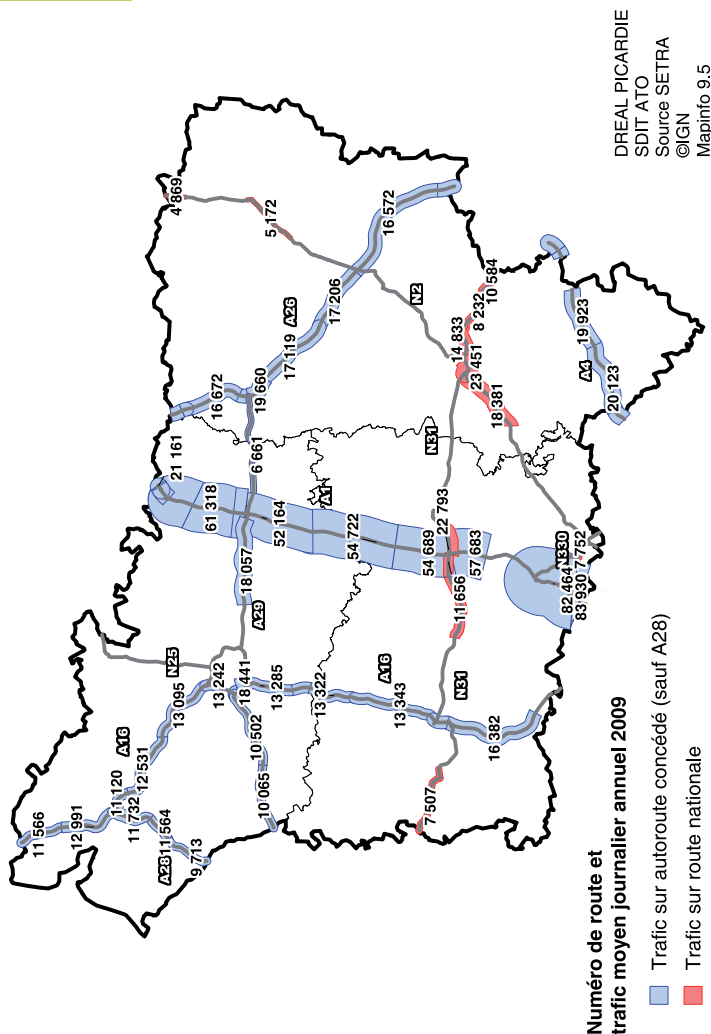 11 566
12 991
11 120
11 732
11 564
A28
9 713
A16
12 531
13 095
N25
13 242
18 441
10 502
10 065
13 285
13 322
A16
13 343
16 382
7 507
N31
A29
18 057
21 161
61 318
6 661
52 164
A1
54 722
54 689
22 793
57 683
11 656
N330
82 464
7 752
83 930
16 672
19 660
17 119
A26
17 206
16 572
4 869
5 172
N2
N31
14 833
23 451
8 232
10 584
18 381
A4
19 923
20 123
Numéro de route et
trafic moyen journalier annuel 2009
Trafic sur autoroute concédé (sauf A28)
Trafic sur route nationale
DREAL PICARDIE
SDIT ATO
Source SETRA
©IGN
Mapinfo 9.5